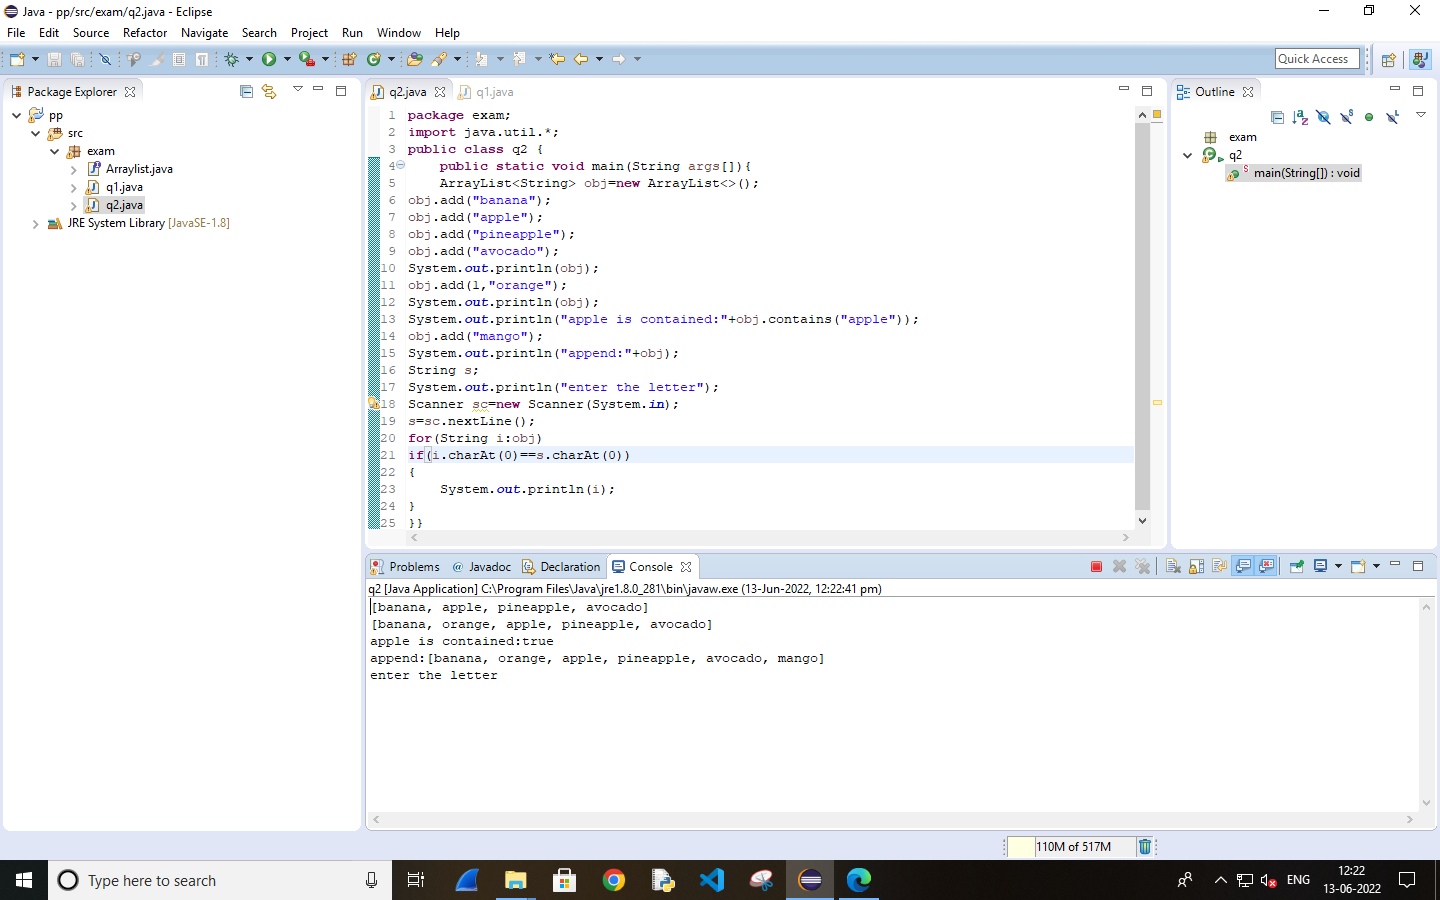 Java - pp/src/exam/q2.java - Eclipse
File Edit Source Refactor Navigate Search Project Run Window Help
Quick Access
Package Explorer
pp
src
exam
Arraylist.java
q1.java
q2.java
JRE System Library [JavaSE-1.8]
q2.java q1.java
1 package exam;
2 import java.util.*;
3 public class q2 {
4 public static void main(String args[]){
5 ArrayList<String> obj=new ArrayList<>();
6 obj.add("banana");
7 obj.add("apple");
8 obj.add("pineapple");
9 obj.add("avocado");
10 System.out.println(obj);
11 obj.add(1,"orange");
12 System.out.println(obj);
13 System.out.println("apple is contained:"+obj.contains("apple"));
14 obj.add("mango");
15 System.out.println("append:"+obj);
16 String s;
17 System.out.println("enter the letter");
18 Scanner sc=new Scanner(System.in);
19 s=sc.nextLine();
20 for(String i:obj)
21 if(i.charAt(0)==s.charAt(0))
22 {
23 System.out.println(i);
24 }
25 }}
Outline
exam
q2
main(String[]) : void
Problems @ Javadoc Declaration Console
q2 [Java Application] C:\Program Files\Java\jre1.8.0_281\bin\javaw.exe (13-Jun-2022, 12:22:41 pm)
[banana, apple, pineapple, avocado]
[banana, orange, apple, pineapple, avocado]
apple is contained:true
append:[banana, orange, apple, pineapple, avocado, mango]
enter the letter
110M of 517M
Type here to search
ENG
12:22
13-06-2022